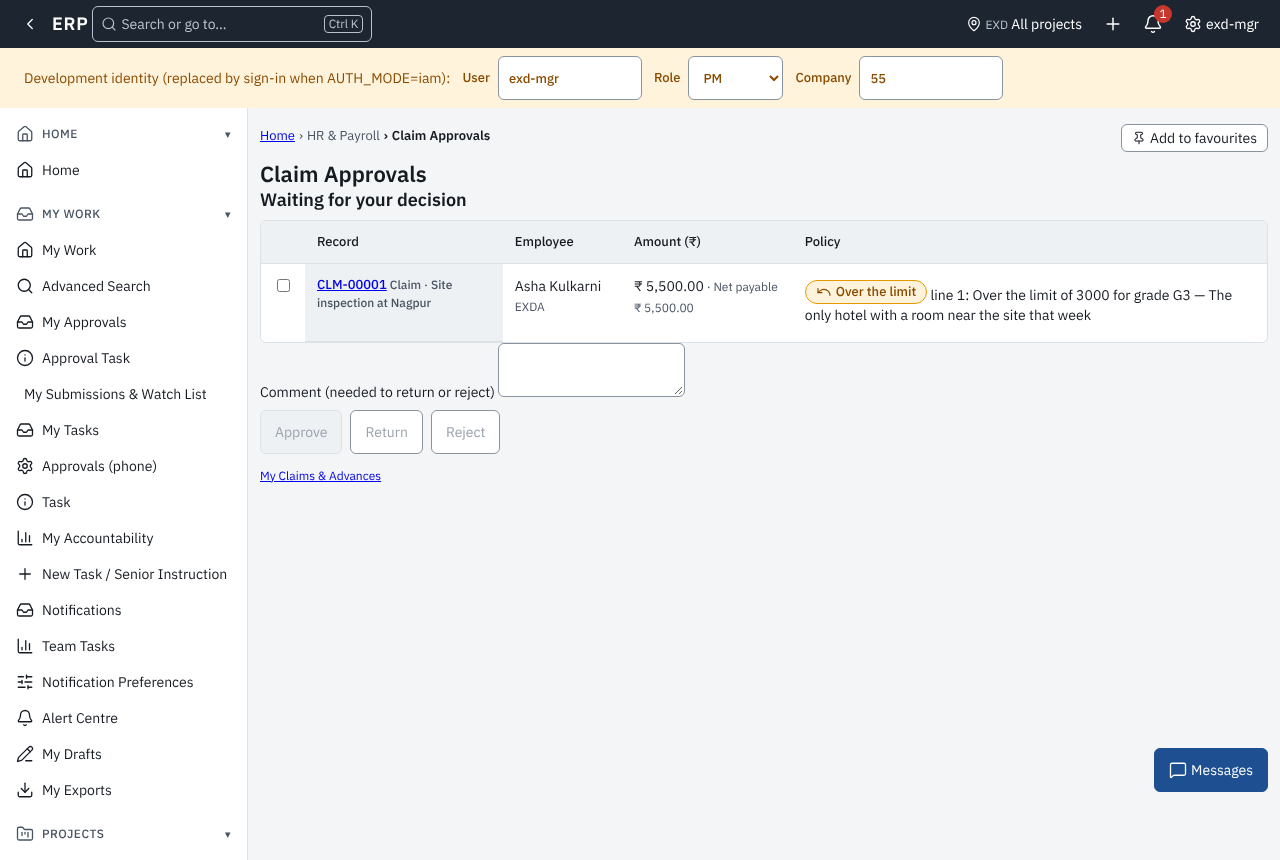 ERP
Search or go to…
Ctrl K
EXD All projects
1
exd-mgr
Development identity (replaced by sign-in when AUTH_MODE=iam):
User
exd-mgr
Role
PM
Company
55
HOME
Home
MY WORK
My Work
Advanced Search
My Approvals
Approval Task
My Submissions & Watch List
My Tasks
Approvals (phone)
Task
My Accountability
New Task / Senior Instruction
Notifications
Team Tasks
Notification Preferences
Alert Centre
My Drafts
My Exports
PROJECTS
Home › HR & Payroll › Claim Approvals
Add to favourites
Claim Approvals
Waiting for your decision
Record
Employee
Amount (₹)
Policy
CLM-00001 Claim · Site
inspection at Nagpur
Asha Kulkarni
EXDA
₹ 5,500.00 · Net payable
₹ 5,500.00
Over the limit line 1: Over the limit of 3000 for grade G3 — The
only hotel with a room near the site that week
Comment (needed to return or reject)
Approve
Return
Reject
My Claims & Advances
Messages